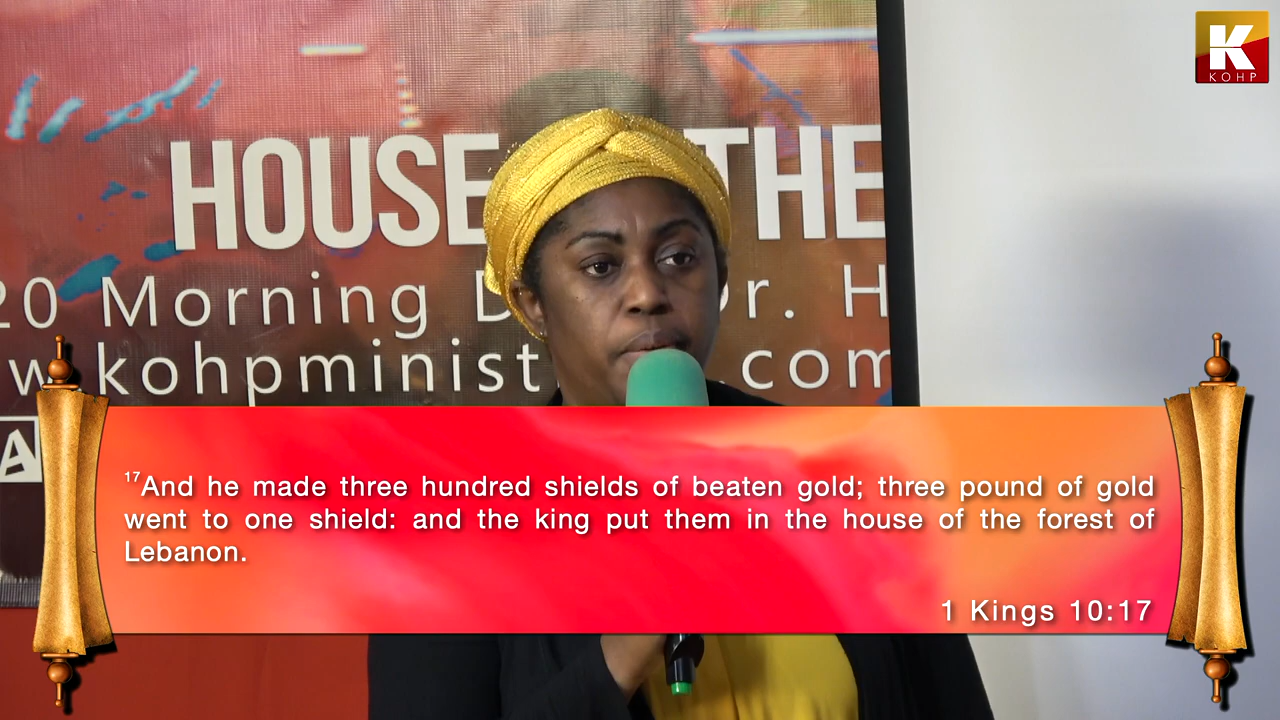 K
KOHP
HOUSE THE
20 Morning Dr. H
w.kohpminist .com
A
17And he made three hundred shields of beaten gold; three pound of gold
went to one shield: and the king put them in the house of the forest of
Lebanon.
1 Kings 10:17